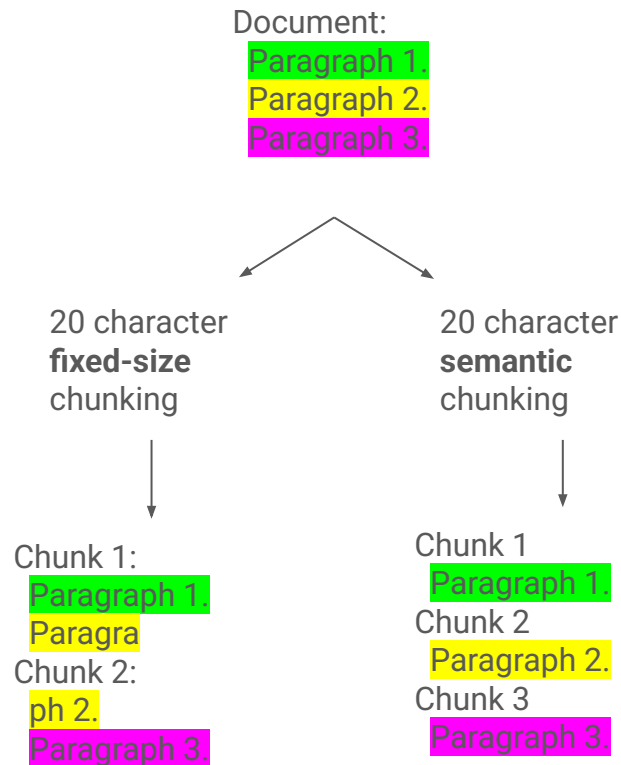 Document:
Paragraph 1.
Paragraph 2.
Paragraph 3.
20 character
fixed-size
chunking
20 character
semantic
chunking
Chunk 1:
Paragraph 1.
Paragra
Chunk 2:
ph 2.
Paragraph 3.
Chunk 1
Paragraph 1.
Chunk 2
Paragraph 2.
Chunk 3
Paragraph 3.